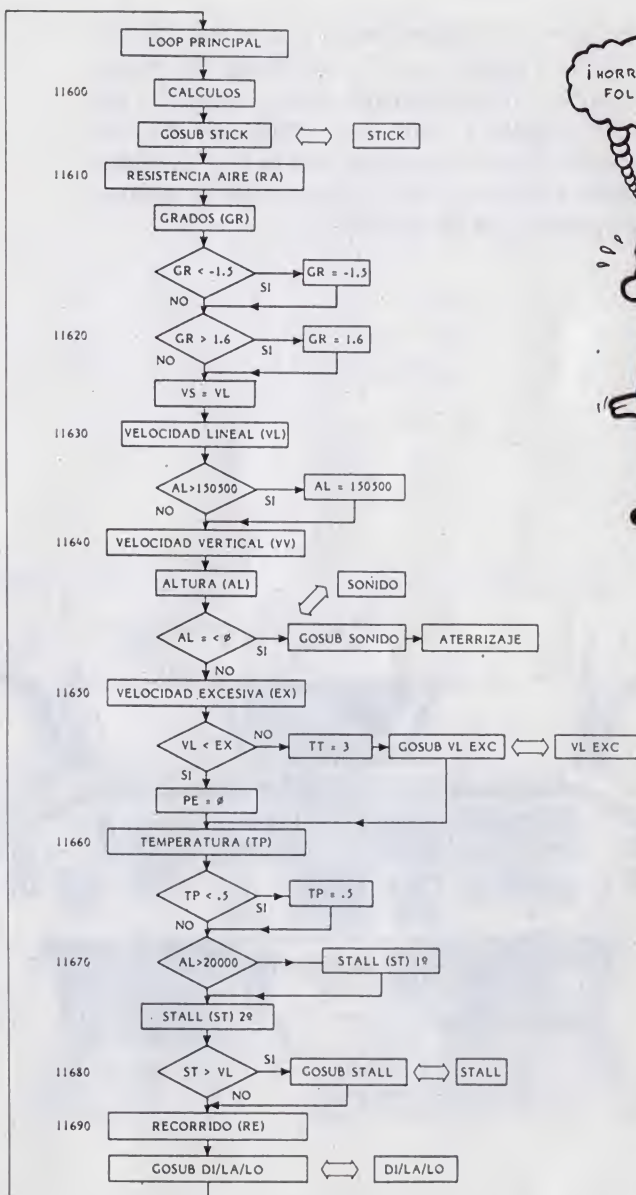 LOOP PRINCIPAL
11600 CALCULOS
GOSUB STICK STICK
11610 RESISTENCIA AIRE (RA)
GRADOS (GR)
GR < -1.5 SI GR = -1.5
NO
11620 GR > 1.6 SI GR = 1.6
NO
VS = VL
11630 VELOCIDAD LINEAL (VL)
AL>150500 SI AL = 150500
NO
11640 VELOCIDAD VERTICAL (VV)
ALTURA (AL) SONIDO
AL = < ø SI GOSUB SONIDO ATERRIZAJE
NO
11650 VELOCIDAD EXCESIVA (EX)
VL < EX NO TT = 3 GOSUB VL EXC VL EXC
SI
PE = ø
11660 TEMPERATURA (TP)
TP < .5 SI TP = .5
NO
11670 AL>20000 STALL (ST) 1º
STALL (ST) 2º
11680 ST > VL SI GOSUB STALL STALL
NO
11690 RECORRIDO (RE)
GOSUB DI/LA/LO DI/LA/LO
¡HORR
FOL